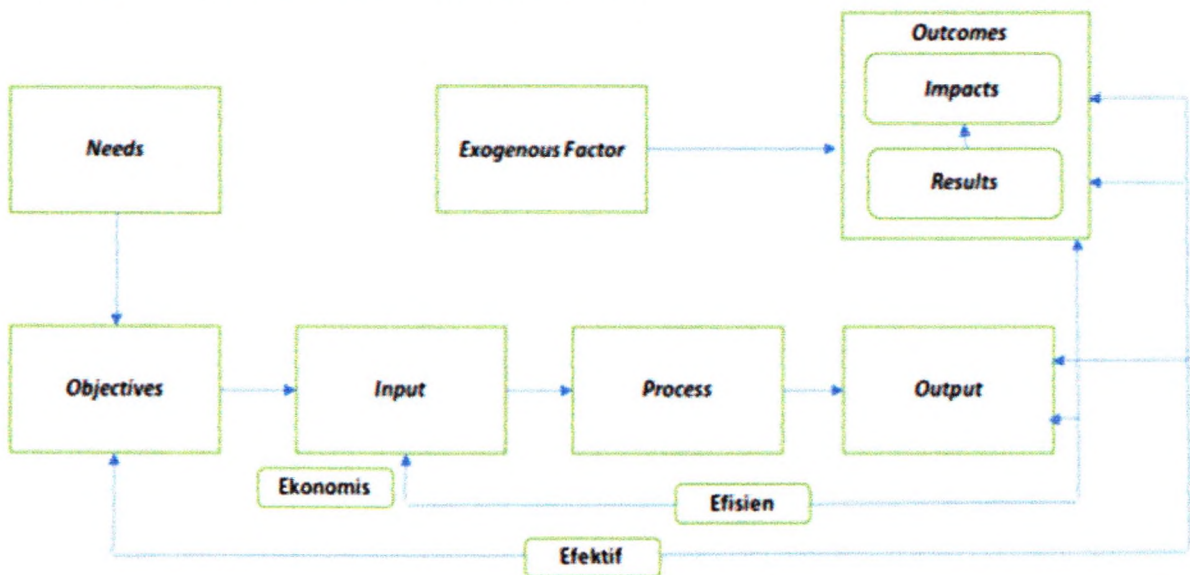 Outcomes
Impacts
Needs
Exogenous Factor
Results
Objectives
Input
Process
Output
Ekonomis
Efisien
Efektif